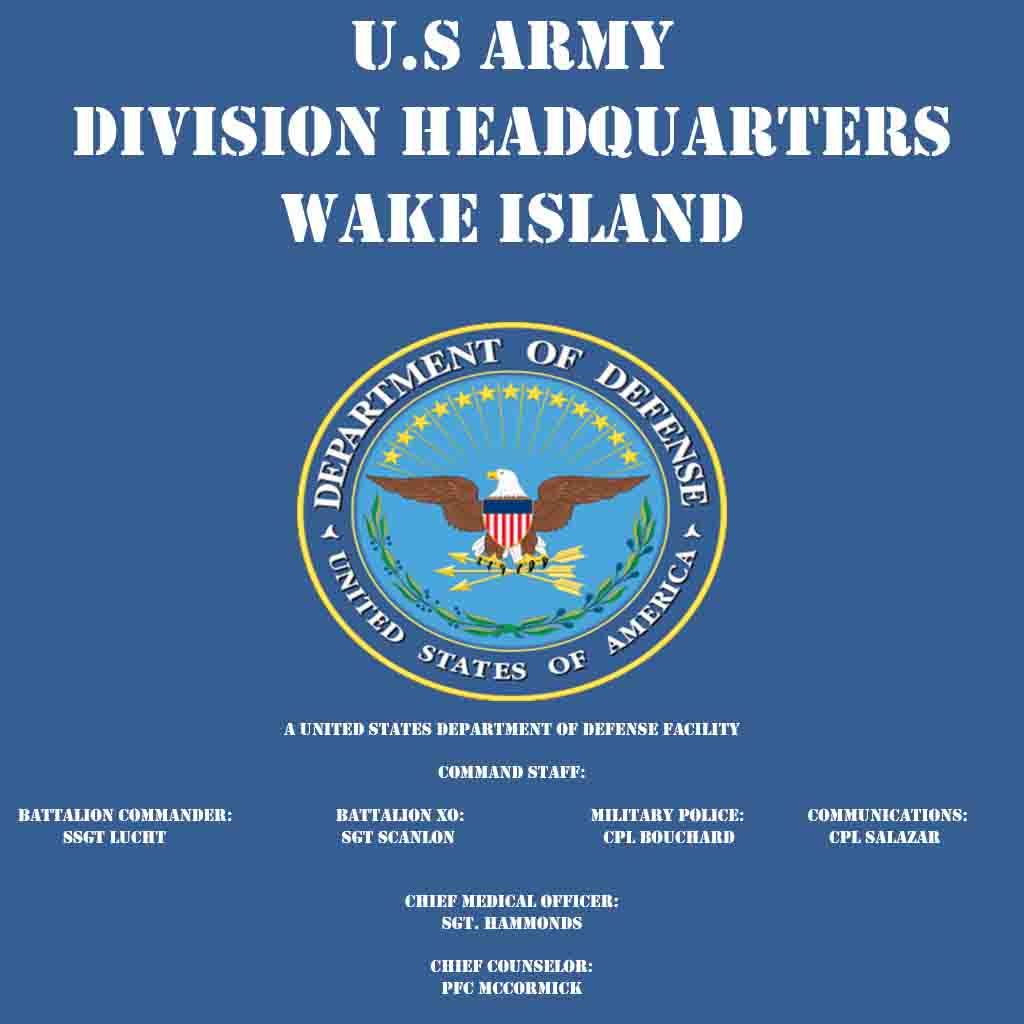 U.S ARMY
DIVISION HEADQUARTERS
WAKE ISLAND
DEPARTMENT OF DEFENSE
UNITED STATES OF AMERICA
A UNITED STATES DEPARTMENT OF DEFENSE FACILITY
COMMAND STAFF:
BATTALION COMMANDER: BATTALION XO: MILITARY POLICE: COMMUNICATIONS:
SSGT LUCHT SGT SCANLON CPL BOUCHARD CPL SALAZAR
CHIEF MEDICAL OFFICER:
SGT. HAMMONDS
CHIEF COUNSELOR:
PFC MCCORMICK